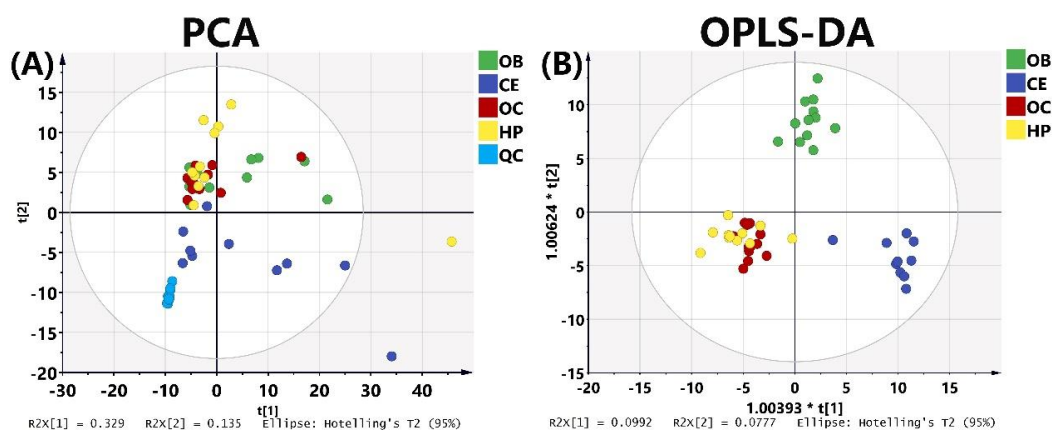 PCA
(A)
OB
CE
OC
HP
QC
t[2]
15
10
5
0
-5
-10
-15
-20
-30
-20
-10
0
10
20
30
40
t[1]
R2X[1] = 0.329 R2X[2] = 0.135 Ellipse: Hotelling's T2 (95%)
OPLS-DA
(B)
OB
CE
OC
HP
1.00624 * t[2]
10
5
0
-5
-10
-15
-20
-15
-10
-5
0
5
10
15
1.00393 * t[1]
R2X[1] = 0.0992 R2X[2] = 0.0777 Ellipse: Hotelling's T2 (95%)